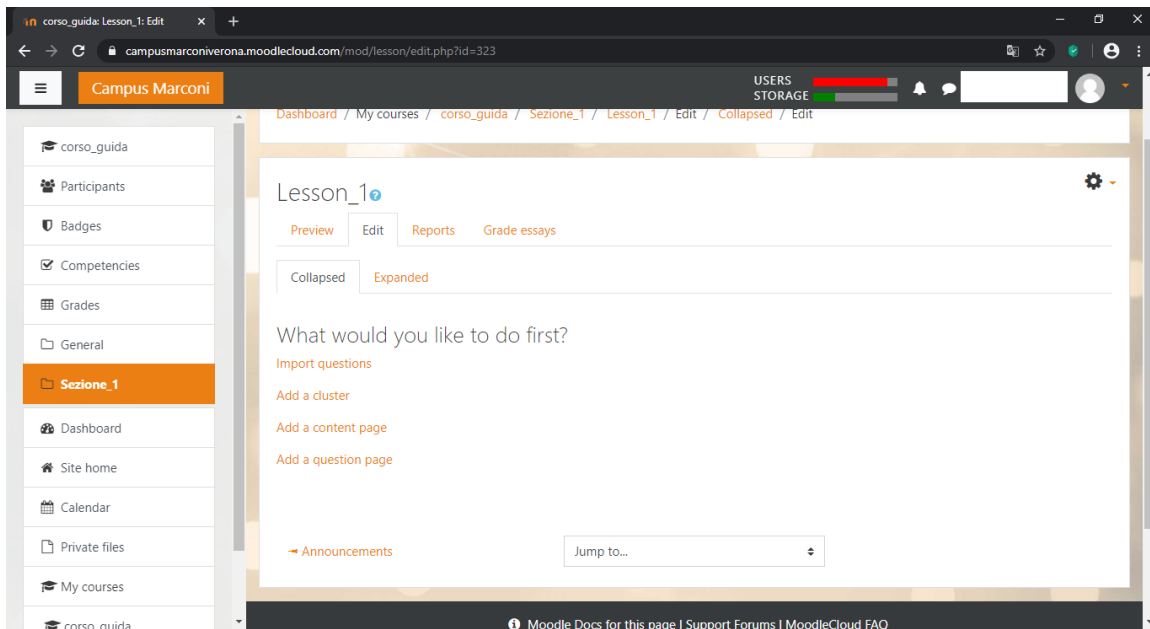 corso_guida: Lesson_1: Edit
campusmarconiverona.moodlecloud.com/mod/lesson/edit.php?id=323
Campus Marconi
USERS
STORAGE
corso_guida
Participants
Badges
Competencies
Grades
General
Sezione_1
Dashboard
Site home
Calendar
Private files
My courses
corso_guida
Dashboard / My courses / corso_guida / Sezione_1 / Lesson_1 / Edit / Collapsed / Edit
Lesson_1
Preview Edit Reports Grade essays
Collapsed Expanded
What would you like to do first?
Import questions
Add a cluster
Add a content page
Add a question page
Announcements Jump to...
Moodle Docs for this page | Support Forums | MoodleCloud FAQ